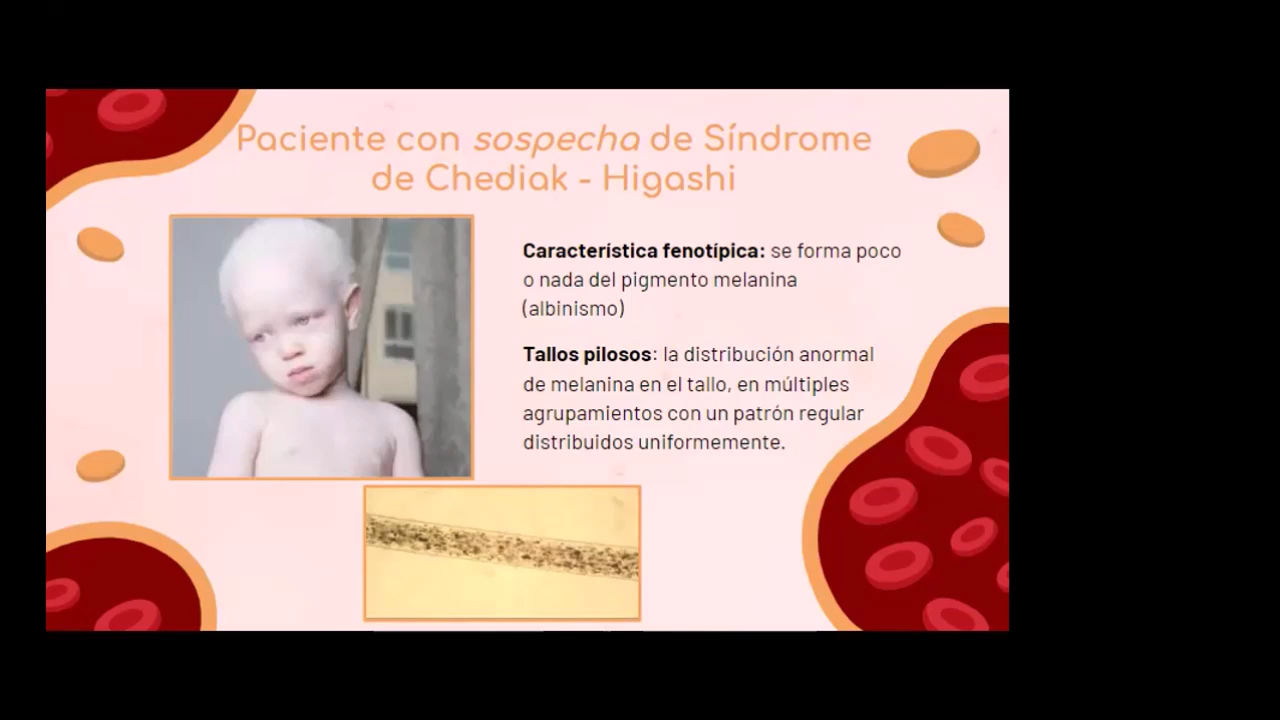 Paciente con sospecha de Síndrome
de Chediak - Higashi
Característica fenotípica: se forma poco
o nada del pigmento melanina
(albinismo)
Tallos pilosos: la distribución anormal
de melanina en el tallo, en múltiples
agrupamientos con un patrón regular
distribuidos uniformemente.